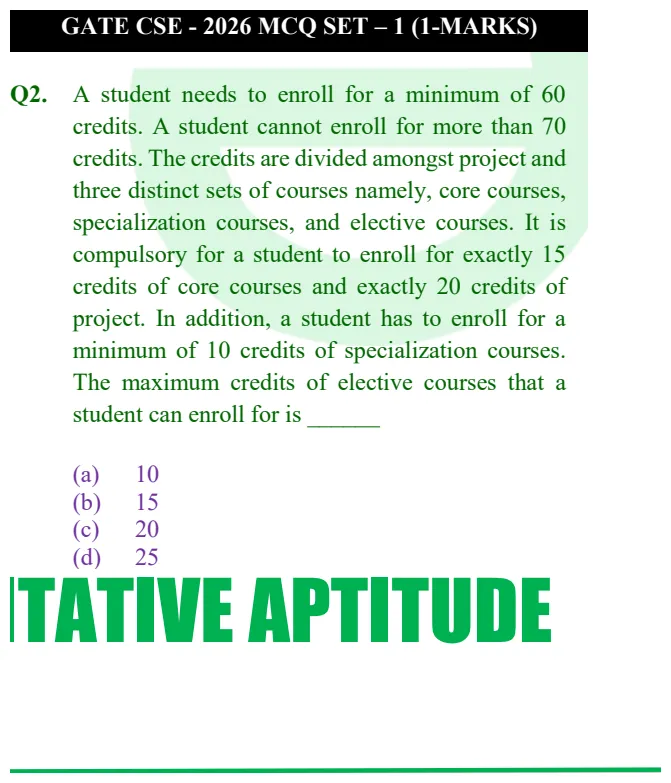 GATE CSE - 2026 MCQ SET – 1 (1-MARKS)
Q2. A student needs to enroll for a minimum of 60
credits. A student cannot enroll for more than 70
credits. The credits are divided amongst project and
three distinct sets of courses namely, core courses,
specialization courses, and elective courses. It is
compulsory for a student to enroll for exactly 15
credits of core courses and exactly 20 credits of
project. In addition, a student has to enroll for a
minimum of 10 credits of specialization courses.
The maximum credits of elective courses that a
student can enroll for is ______
(a) 10
(b) 15
(c) 20
(d) 25
TATIVE APTITUDE